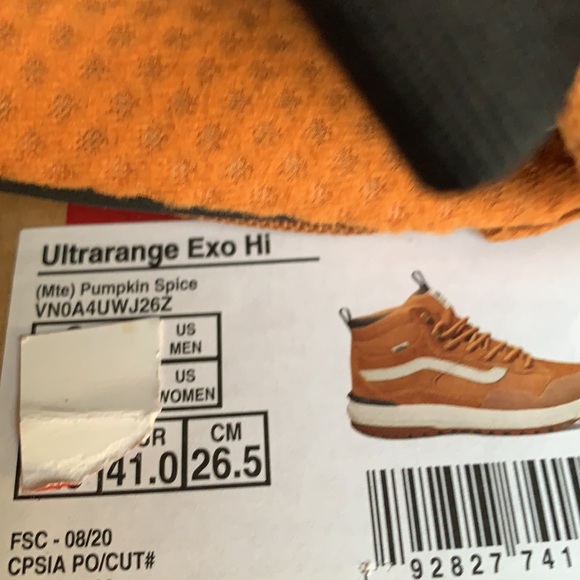 Ultrarange Exo Hi
(Mte) Pumpkin Spice
VN0A4UWJ26Z
US
MEN
US
WOMEN
CM
41.0 26.5
FSC - 08/20
CPSIA PO/CUT#
92827 741